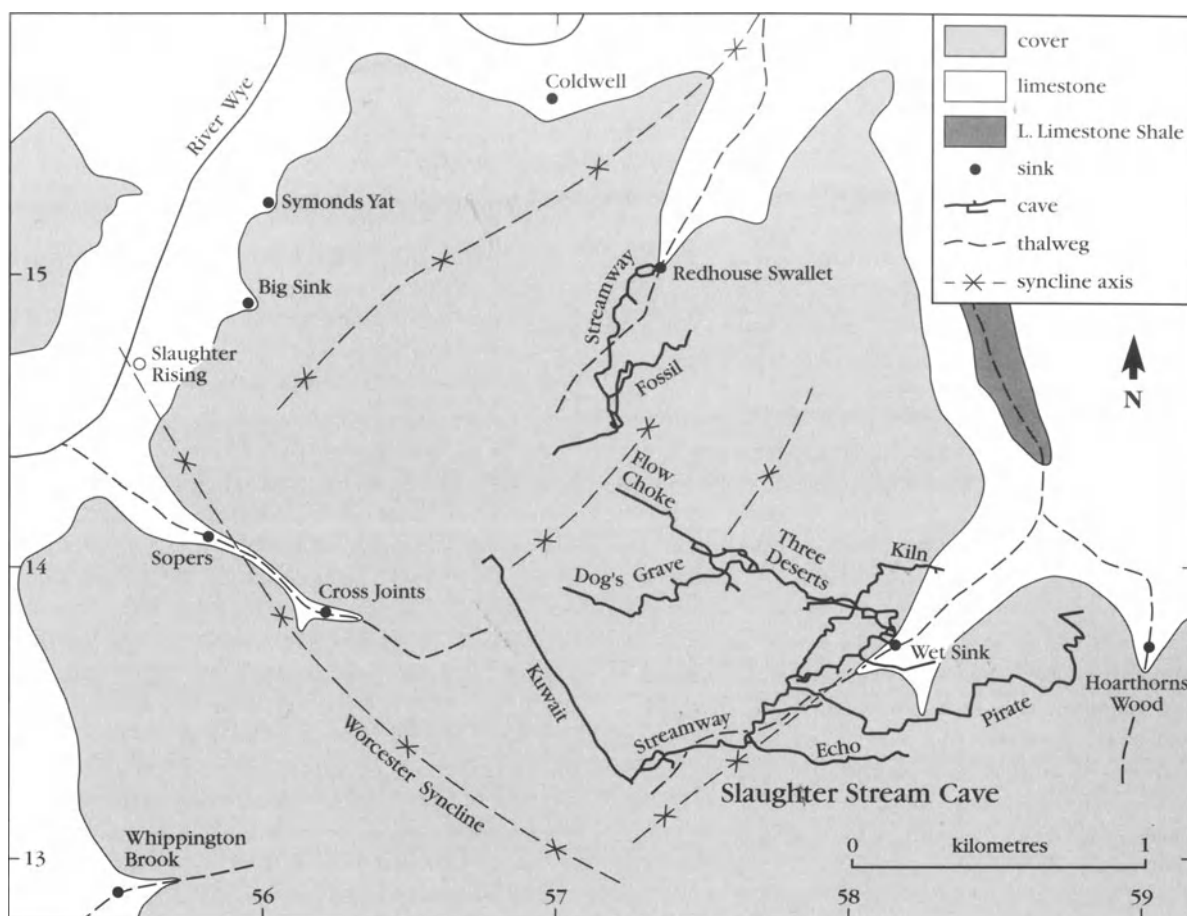 cover
limestone
L. Limestone Shale
sink
cave
thalweg
syncline axis
N
River Wye
Coldwell
Symonds Yat
15
Big Sink
Redhouse Swallet
Streamway
Slaughter
Rising
Fossil
Flow
Choke
14
Sopers
Three
Deserts
Kiln
Dog's Grave
Cross Joints
Wet Sink
Hoarthorns
Wood
Kuwait
Pirate
Streamway
Echo
Worcester
Syncline
Slaughter Stream Cave
Whippington
Brook
13
0 kilometres 1
56 57 58 59